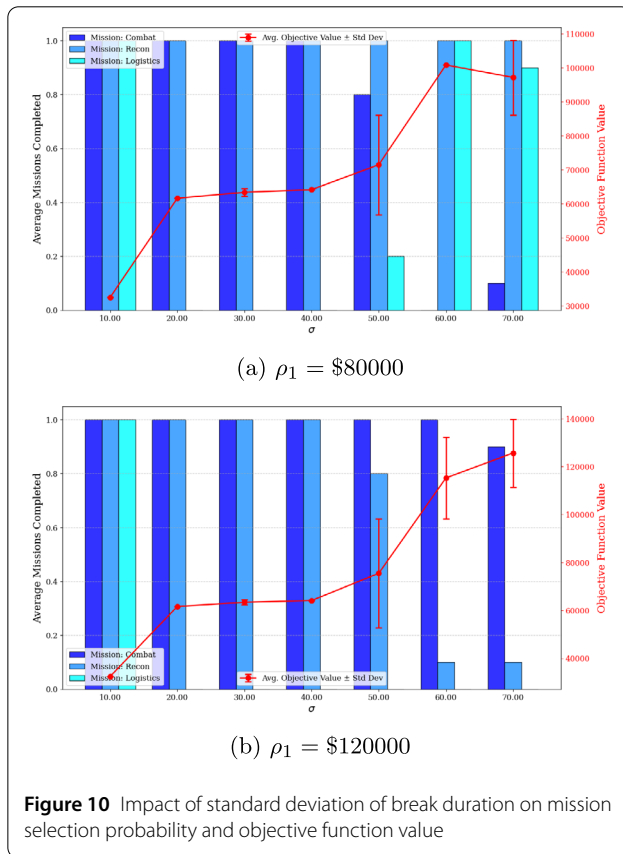 Mission: Combat
Mission: Recon
Mission: Logistics
Avg. Objective Value ± Std Dev
Average Missions Completed
1.0
0.8
0.6
0.4
0.2
0.0
110000
100000
90000
80000
70000
60000
50000
40000
30000
Objective Function Value
10.00 20.00 30.00 40.00 50.00 60.00 70.00
σ
(a) ρ₁ = $80000
Average Missions Completed
1.0
0.8
0.6
0.4
0.2
0.0
140000
120000
100000
80000
60000
40000
Objective Function Value
Mission: Combat
Mission: Recon
Mission: Logistics
Avg. Objective Value ± Std Dev
10.00 20.00 30.00 40.00 50.00 60.00 70.00
σ
(b) ρ₁ = $120000
Figure 10 Impact of standard deviation of break duration on mission
selection probability and objective function value